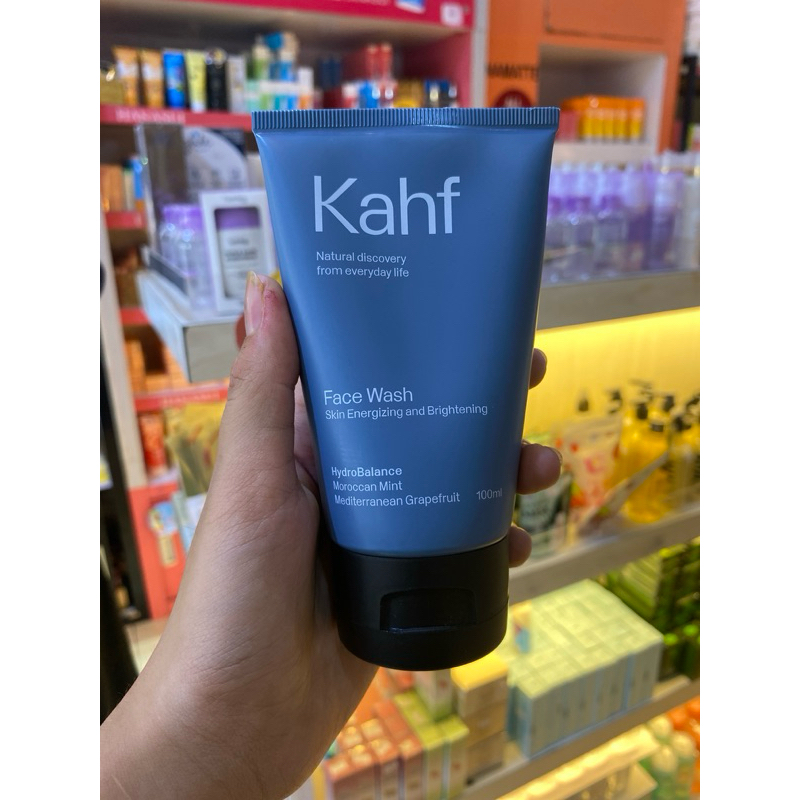 Kahf
Natural discovery
from everyday life
Face Wash
Skin Energizing and Brightening
HydroBalance
Moroccan Mint
Mediterranean Grapefruit
100ml